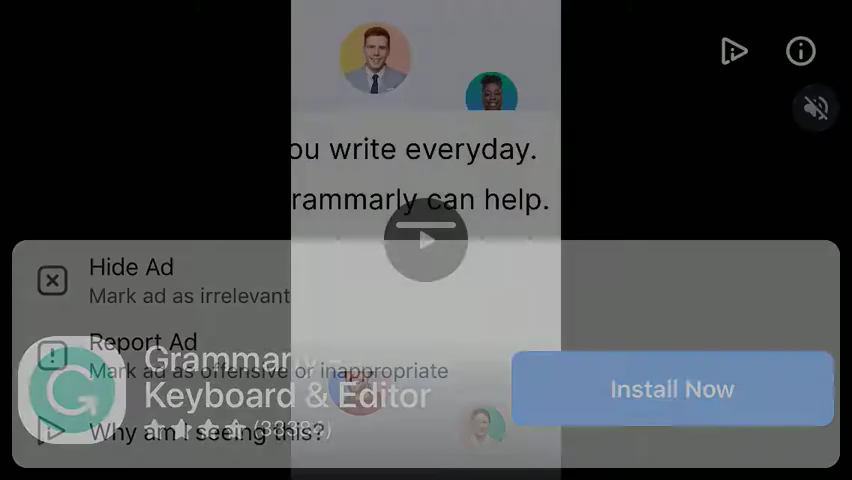 ou write everyday.
rammarly can help.
Hide Ad
Mark ad as irrelevant
Report Ad
Mark ad as offensive or inappropriate
Grammarly -
Keyboard & Editor
Install Now
Why am I seeing this?